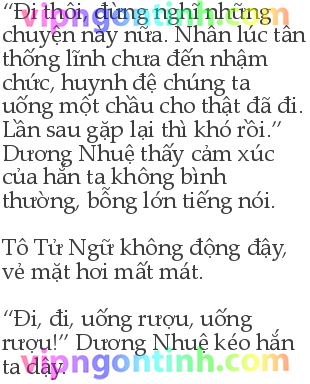 “Đi thôi, đừng nghĩ những
chuyện này nữa. Nhân lúc tân
thống lĩnh chưa đến nhậm
chức, huynh đệ chúng ta
uống một chầu cho thật đã đi.
Lần sau gặp lại thì khó rồi.”
Dương Nhuệ thấy cảm xúc
của hắn ta không bình
thường, bỗng lớn tiếng nói.
Tô Tử Ngữ không động đậy,
vẻ mặt hơi mất mát.
“Đi, đi, uống rượu, uống
rượu!” Dương Nhuệ kéo hắn
ta dậy.
vipngontinh.com
vipngontinh.com